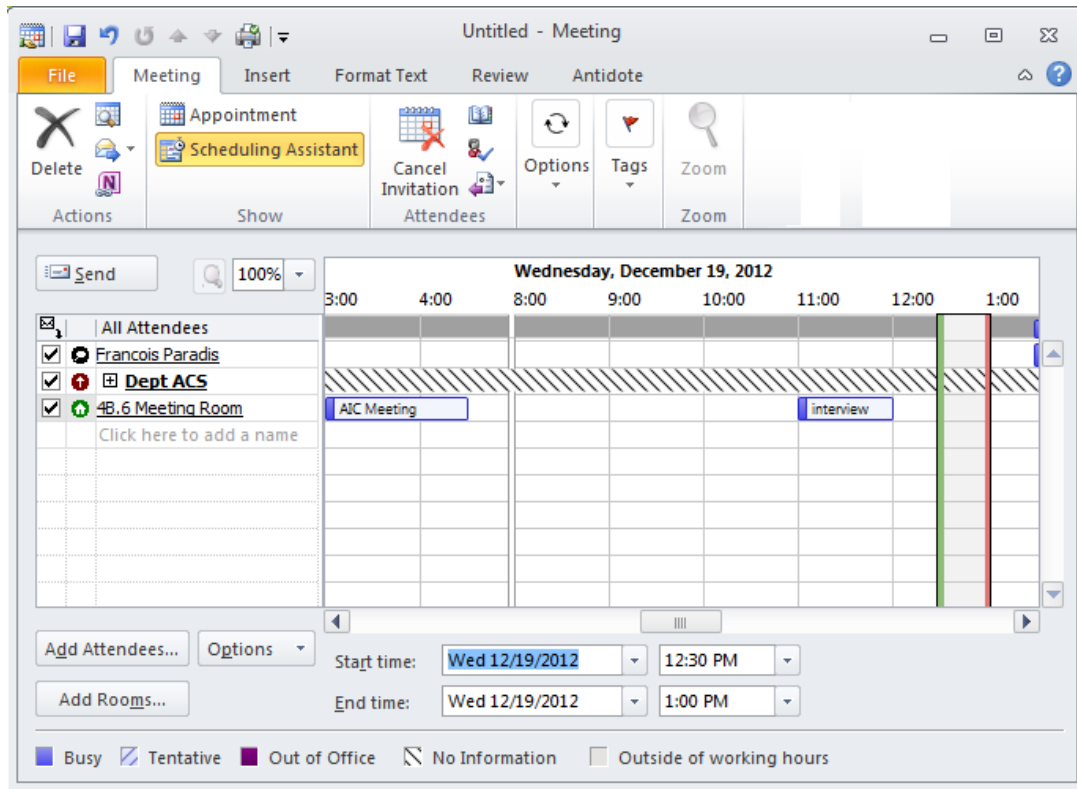 Untitled - Meeting
File Meeting Insert Format Text Review Antidote
Delete
Actions
Appointment
Scheduling Assistant
Show
Cancel Invitation
Attendees
Options
Tags
Zoom
Zoom
Send 100%
Wednesday, December 19, 2012
3:00 4:00 8:00 9:00 10:00 11:00 12:00 1:00
All Attendees
Francois Paradis
Dept ACS
4B.6 Meeting Room AIC Meeting interview
Click here to add a name
Add Attendees... Options
Start time: Wed 12/19/2012 12:30 PM
Add Rooms...
End time: Wed 12/19/2012 1:00 PM
Busy Tentative Out of Office No Information Outside of working hours